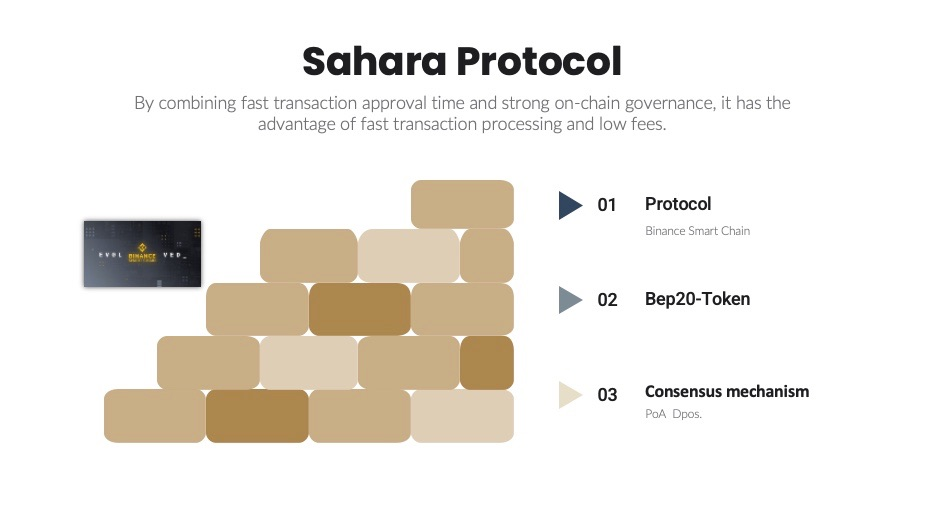 Sahara Protocol
By combining fast transaction approval time and strong on-chain governance, it has the
advantage of fast transaction processing and low fees.
EVOL VED_
BINANCE
01 Protocol
Binance Smart Chain
02 Bep20-Token
03 Consensus mechanism
PoA Dpos.